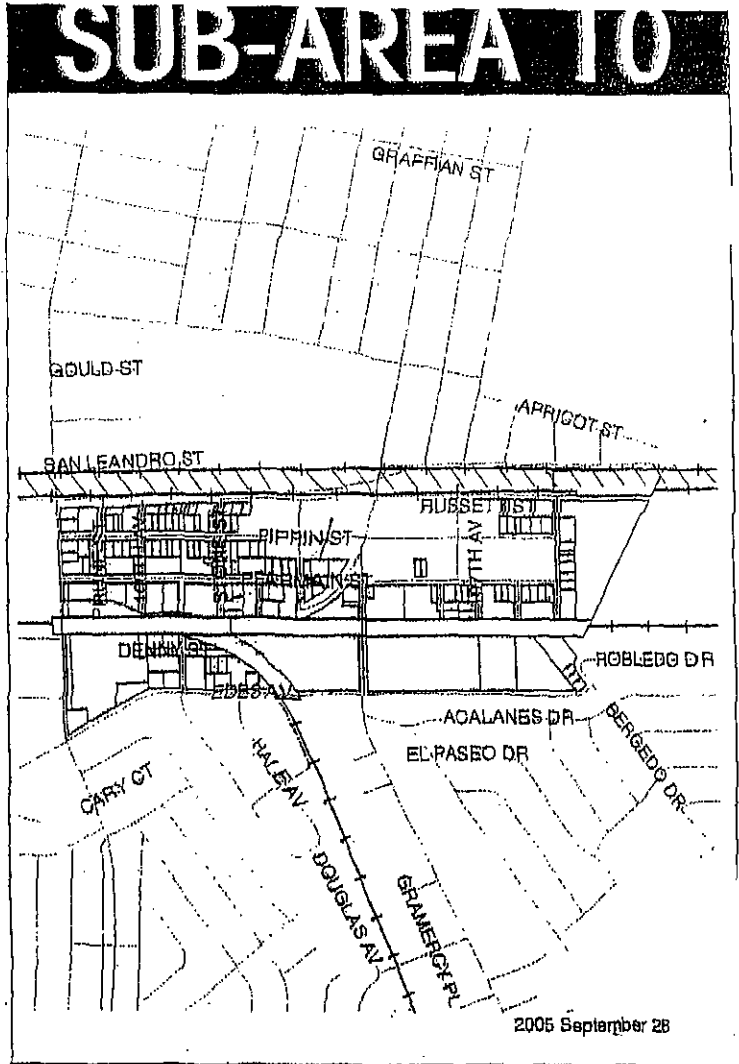 SUB-AREA 10
GRAFFIAN ST
GOULD ST
APRICOT ST
SAN LEANDRO ST
RUSSET ST
PIPPIN ST
PEARMAIN ST
TH AV
DENNY ST
ROBLEDO DR
EDES AV
ACALANES DR
BERGEDO DR
EL PASEO DR
HALE AV
CARY CT
DOUGLAS AV
GRAMERCY PL
2005 September 28